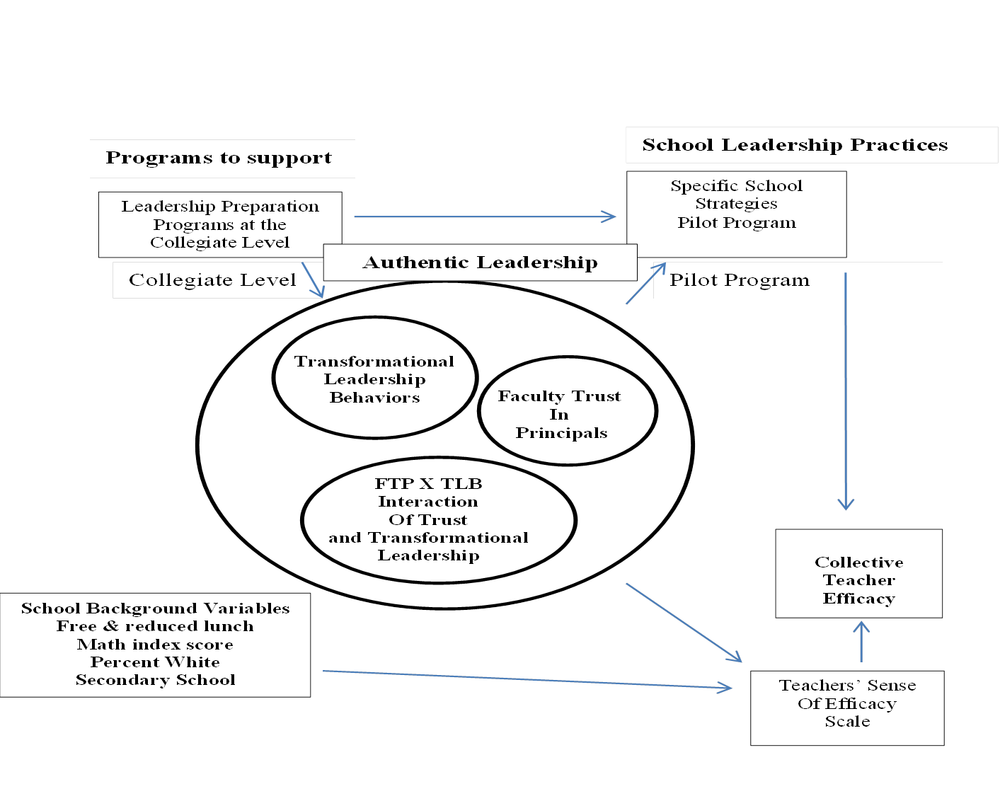 Programs to support
School Leadership Practices
Leadership Preparation
Programs at the
Collegiate Level
Specific School
Strategies
Pilot Program
Authentic Leadership
Collegiate Level
Pilot Program
Transformational
Leadership
Behaviors
Faculty Trust
In
Principals
FTP X TLB
Interaction
Of Trust
and Transformational
Leadership
Collective
Teacher
Efficacy
School Background Variables
Free & reduced lunch
Math index score
Percent White
Secondary School
Teachers’ Sense
Of Efficacy
Scale